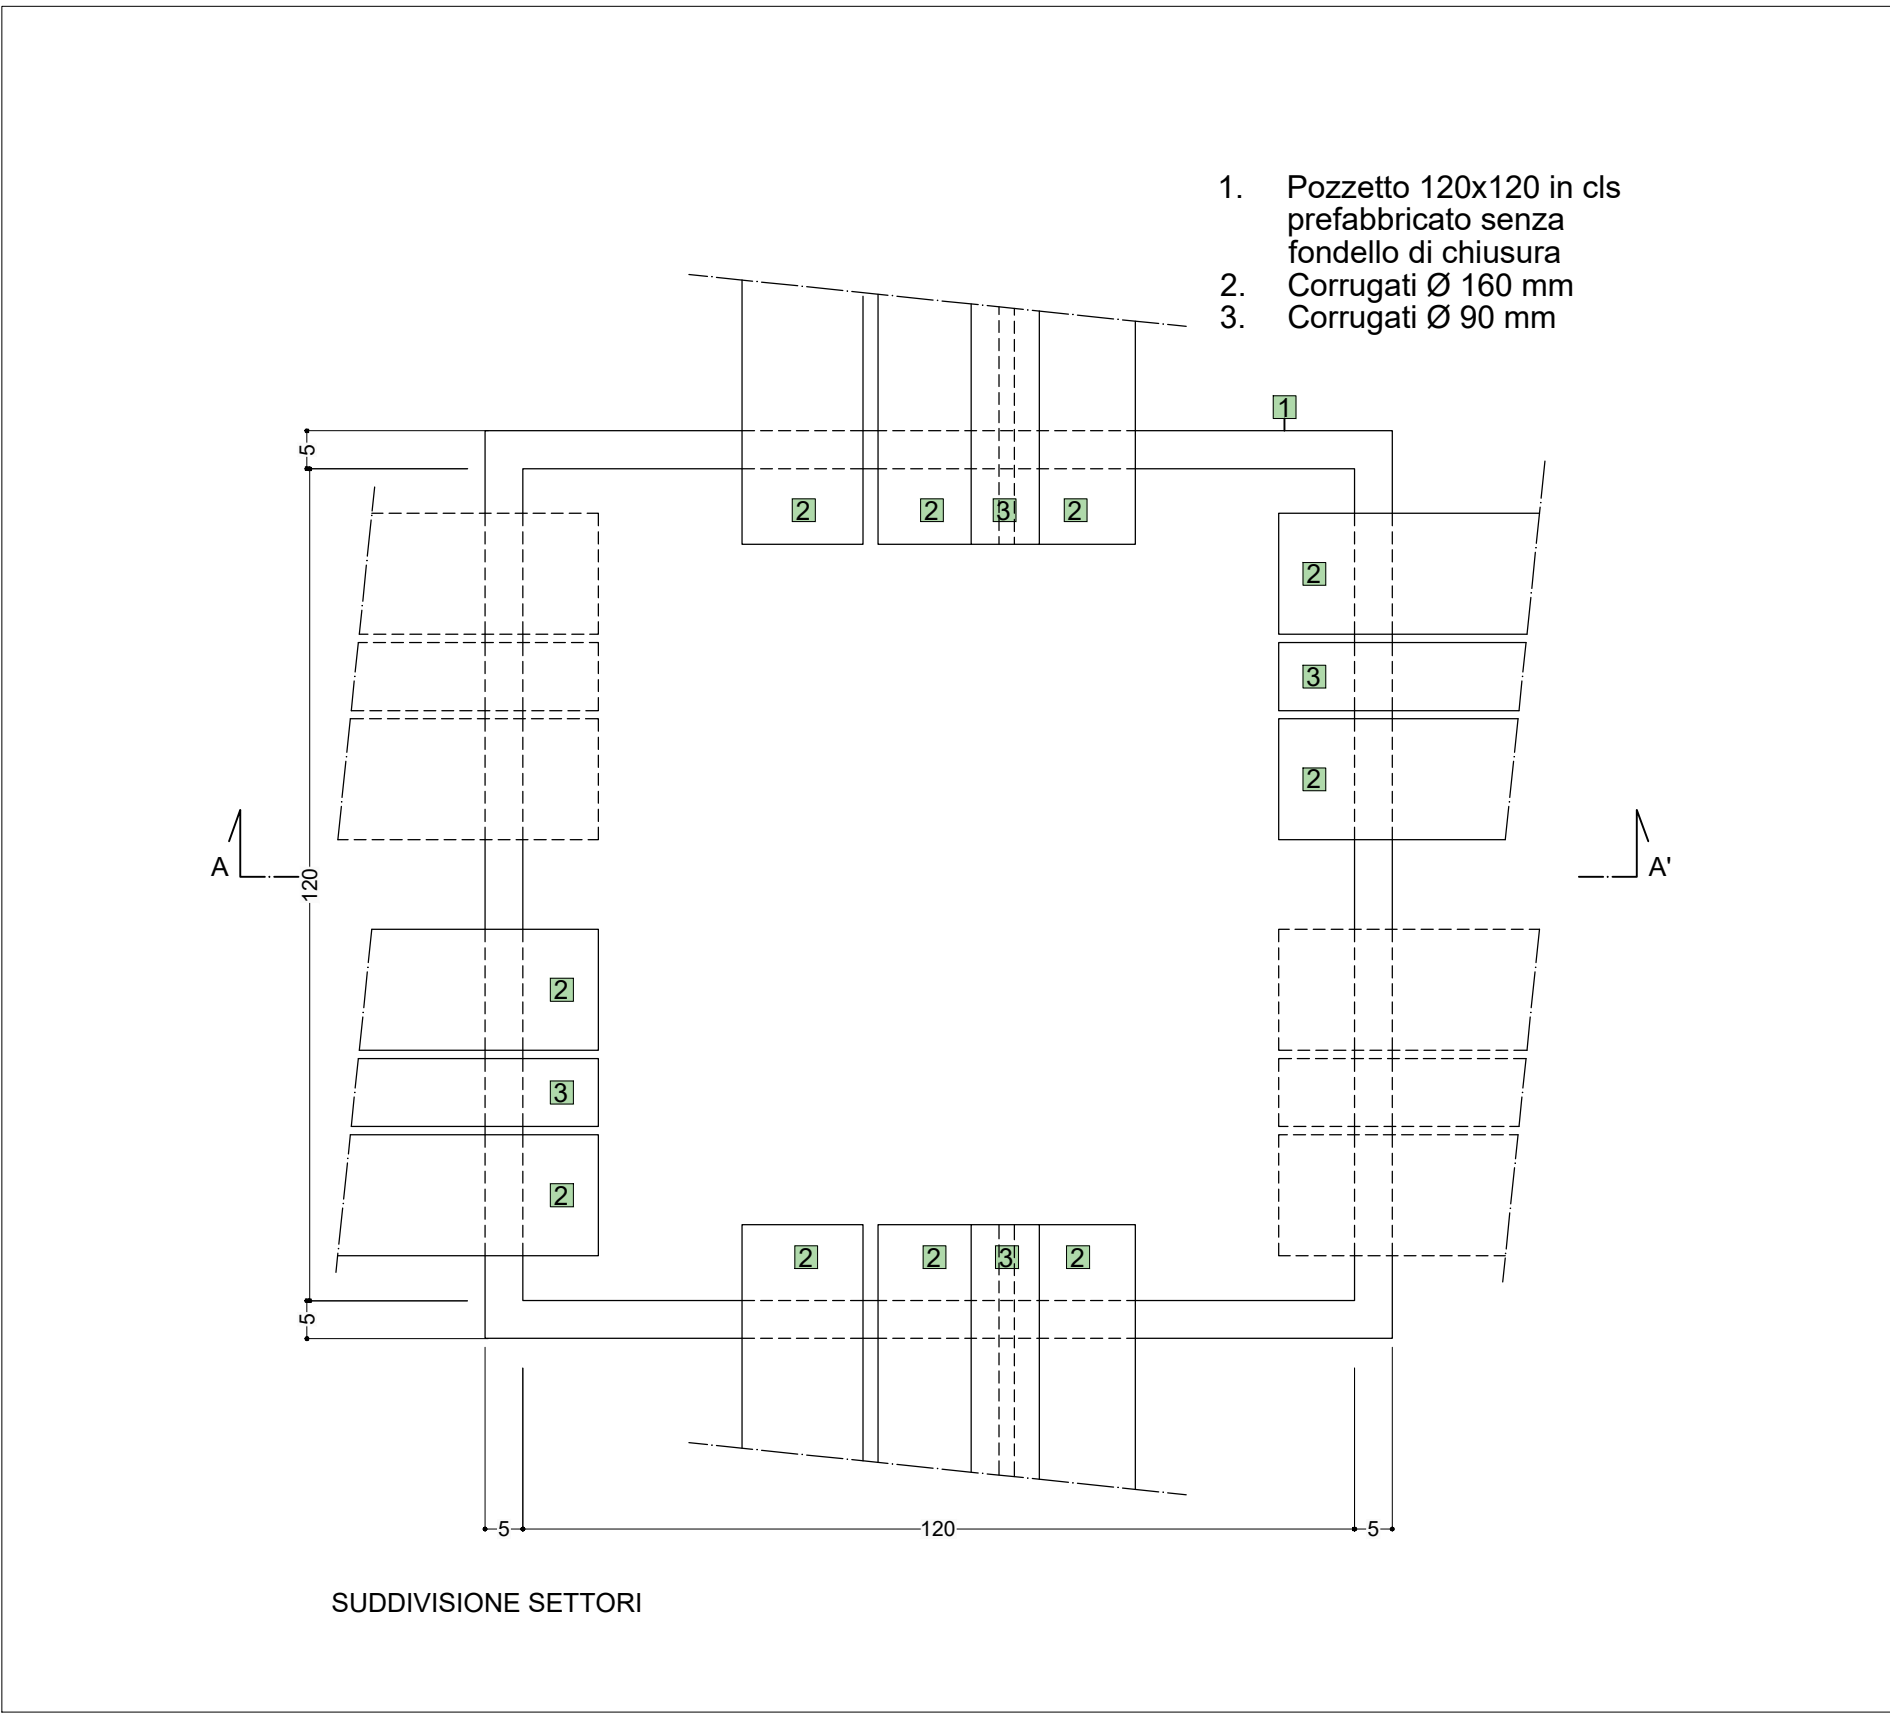 1. Pozzetto 120x120 in cls
prefabbricato senza
fondello di chiusura
2. Corrugati Ø 160 mm
3. Corrugati Ø 90 mm
1
5
2 2 3 2
2
3
2
A
120
A'
2
3
2
2 2 3 2
5
5 120 5
SUDDIVISIONE SETTORI